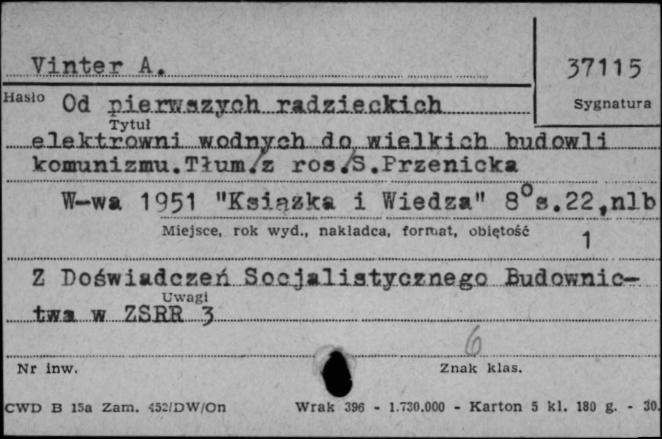 Vinter A.
37115
Hasło Od pierwszych radzieckich
Sygnatura
Tytuł
elektrowni wodnych do wielkich budowli
komunizmu.Tłum./z ros./S.Przenicka
W-wa 1951 "Książka i Wiedza" 8° s.22,nlb
Miejsce, rok wyd., nakładca, format, objętość
1
Z Doświadczeń Socjalistycznego Budownic-
Uwagi
twa w ZSRR 3
6
Nr inw.
Znak klas.
CWD B 15a Zam. 452/DW/On Wrak 396 - 1.730.000 - Karton 5 kl. 180 g. - 30.